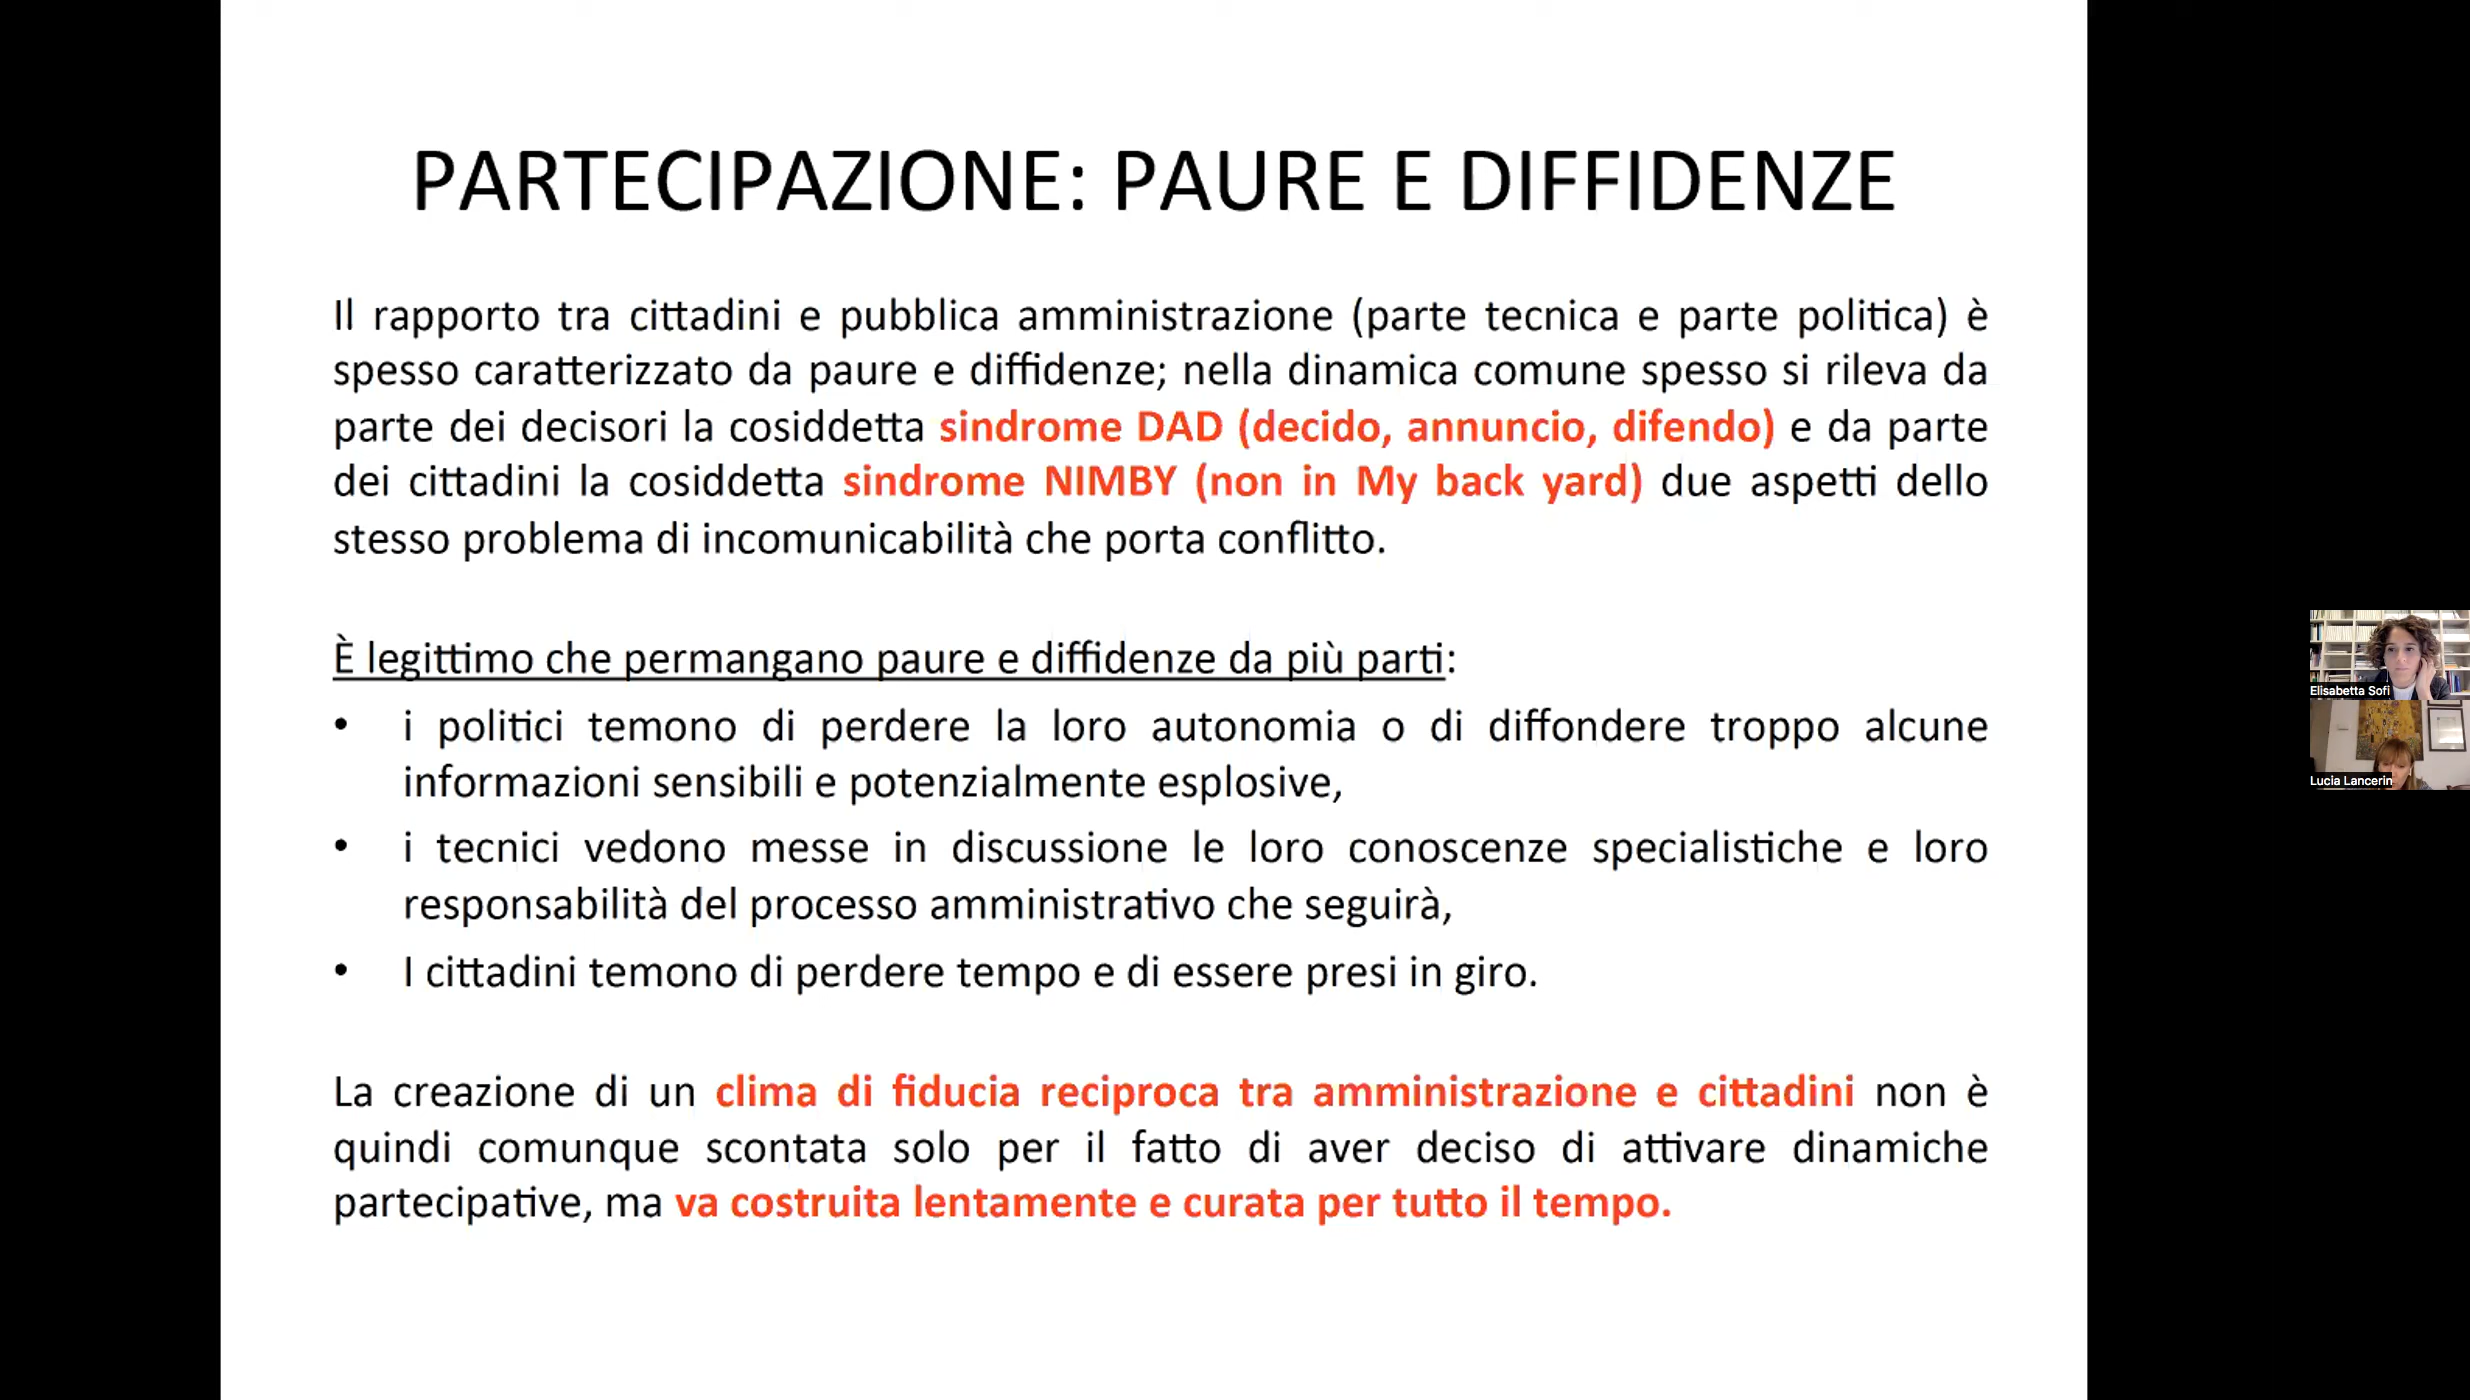 PARTECIPAZIONE: PAURE E DIFFIDENZE
Il rapporto tra cittadini e pubblica amministrazione (parte tecnica e parte politica) è
spesso caratterizzato da paure e diffidenze; nella dinamica comune spesso si rileva da
parte dei decisori la cosiddetta sindrome DAD (decido, annuncio, difendo) e da parte
dei cittadini la cosiddetta sindrome NIMBY (non in My back yard) due aspetti dello
stesso problema di incomunicabilità che porta conflitto.
È legittimo che permangano paure e diffidenze da più parti:
• i politici temono di perdere la loro autonomia o di diffondere troppo alcune
informazioni sensibili e potenzialmente esplosive,
• i tecnici vedono messe in discussione le loro conoscenze specialistiche e loro
responsabilità del processo amministrativo che seguirà,
• I cittadini temono di perdere tempo e di essere presi in giro.
La creazione di un clima di fiducia reciproca tra amministrazione e cittadini non è
quindi comunque scontata solo per il fatto di aver deciso di attivare dinamiche
partecipative, ma va costruita lentamente e curata per tutto il tempo.
Elisabetta Sofi
Lucia Lancerin